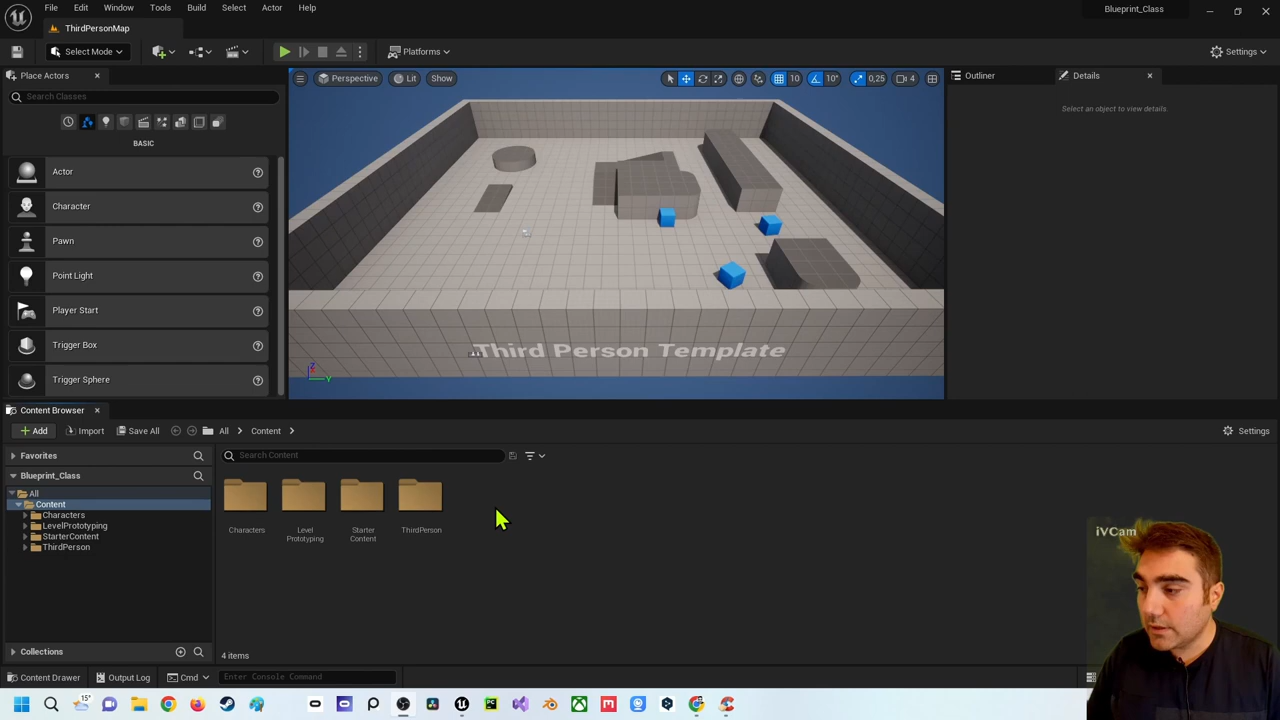 File Edit Window Tools Build Select Actor Help
Blueprint_Class
ThirdPersonMap
Select Mode
Platforms
Settings
Place Actors
Search Classes
BASIC
Actor
Character
Pawn
Point Light
Player Start
Trigger Box
Trigger Sphere
Perspective Lit Show
10 10° 0,25 4
Third Person Template
Z
Y
Outliner
Details
Select an object to view details.
Content Browser
Add Import Save All All Content
Settings
Favorites
Blueprint_Class
All
Content
Characters
LevelPrototyping
StarterContent
ThirdPerson
Collections
Search Content
Characters
Level
Prototyping
Starter
Content
ThirdPerson
4 items
iVCam
Content Drawer Output Log Cmd Enter Console Command
15°
PC